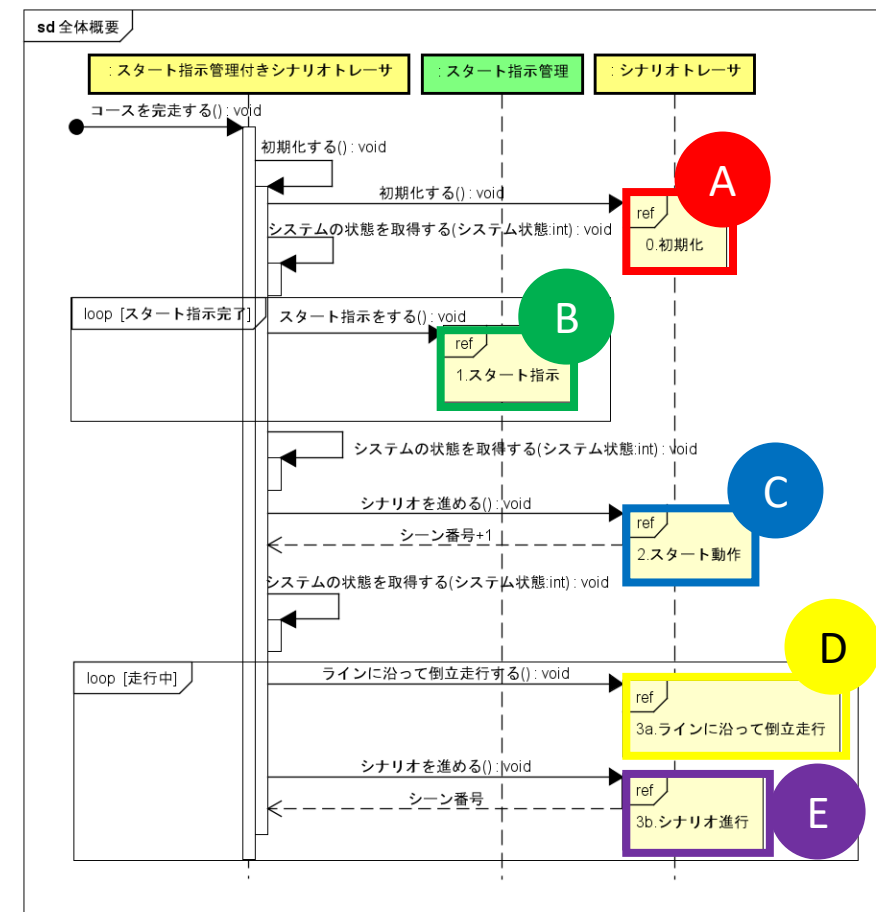 sd 全体概要
: スタート指示管理付きシナリオトレーサ
: スタート指示管理
: シナリオトレーサ
コースを完走する() : void
初期化する() : void
A
初期化する() : void
ref
0.初期化
システムの状態を取得する(システム状態:int) : void
loop [スタート指示完了]
スタート指示をする() : void
B
ref
1.スタート指示
システムの状態を取得する(システム状態:int) : void
C
シナリオを進める() : void
ref
2.スタート動作
シーン番号+1
システムの状態を取得する(システム状態:int) : void
D
loop [走行中]
ラインに沿って倒立走行する() : void
ref
3a.ラインに沿って倒立走行
シナリオを進める() : void
E
ref
3b.シナリオ進行
シーン番号